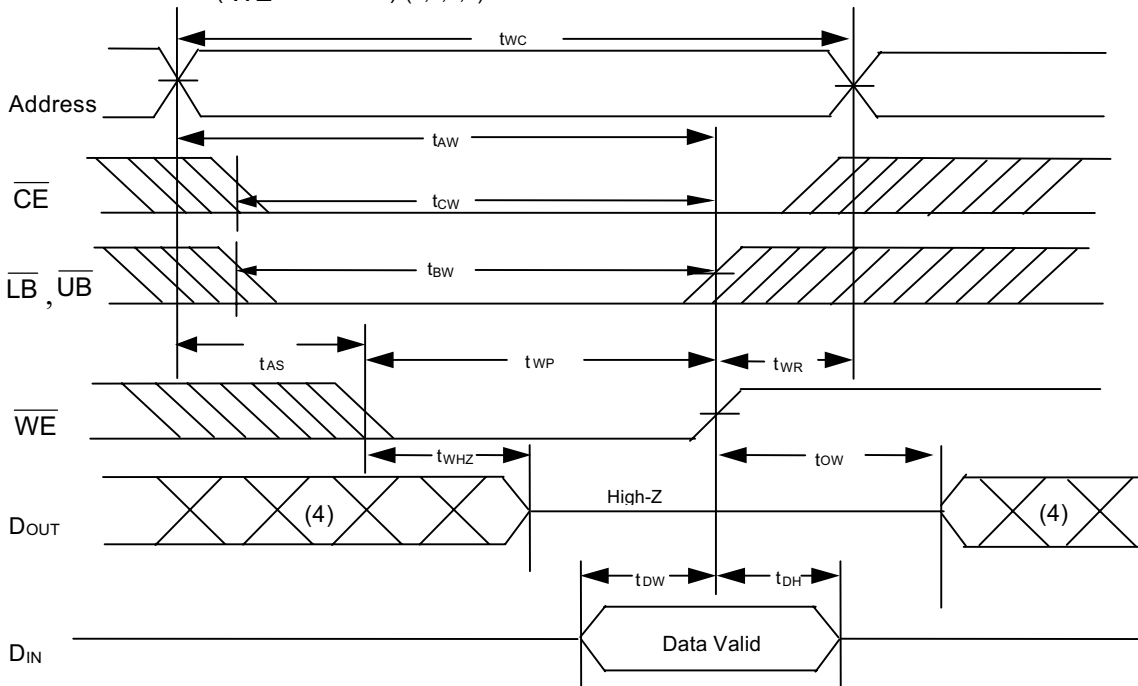 tWC
Address
tAW
CE
tCW
LB , UB
tBW
tAS
tWP
tWR
WE
tWHZ
tOW
DOUT
(4)
High-Z
(4)
tDW
tDH
DIN
Data Valid